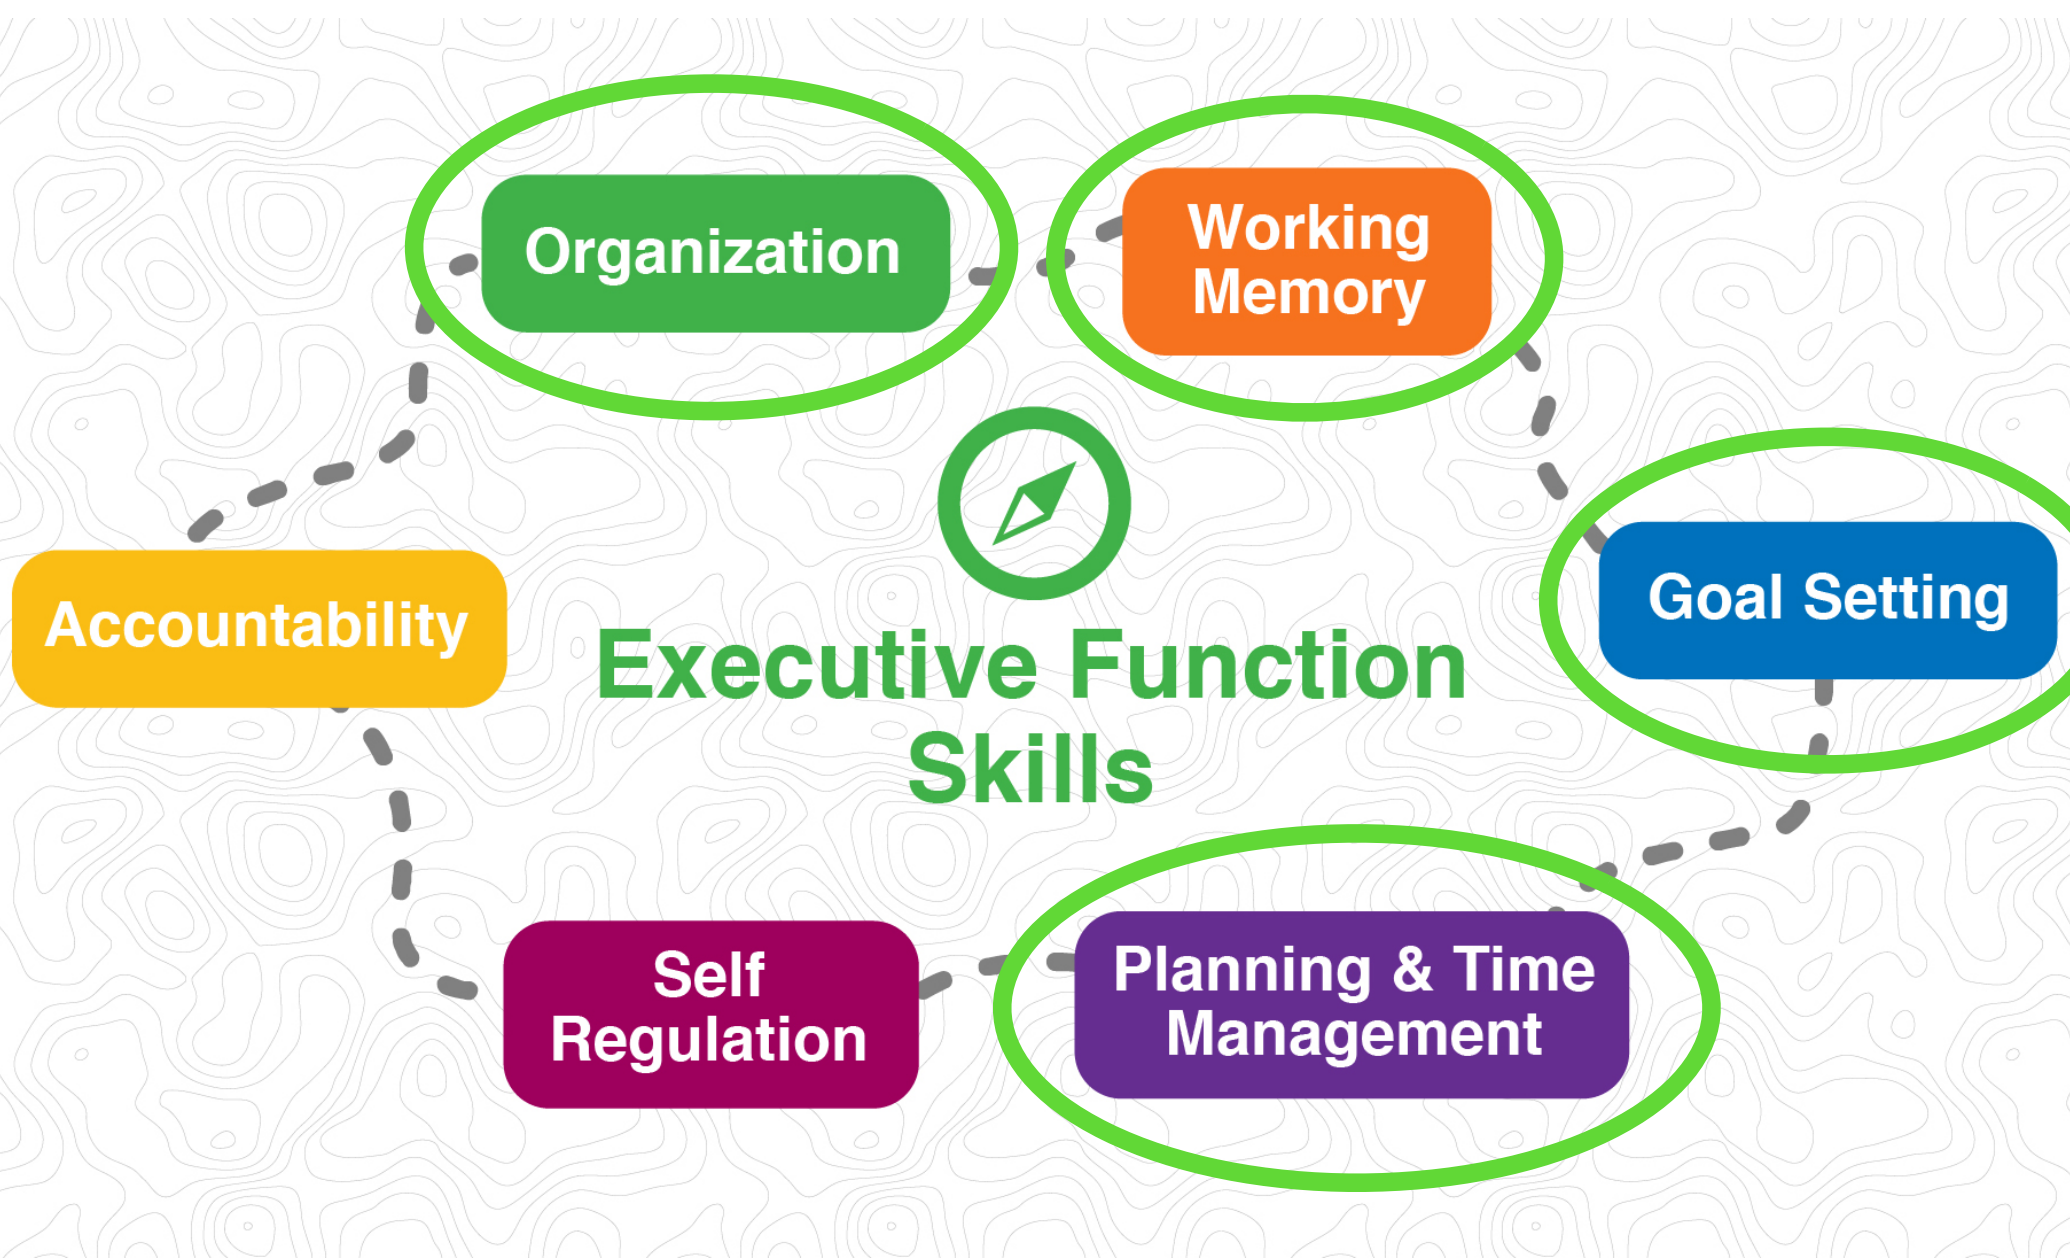 Organization
Working
Memory
Goal Setting
Accountability
Executive Function
Skills
Self
Regulation
Planning & Time
Management